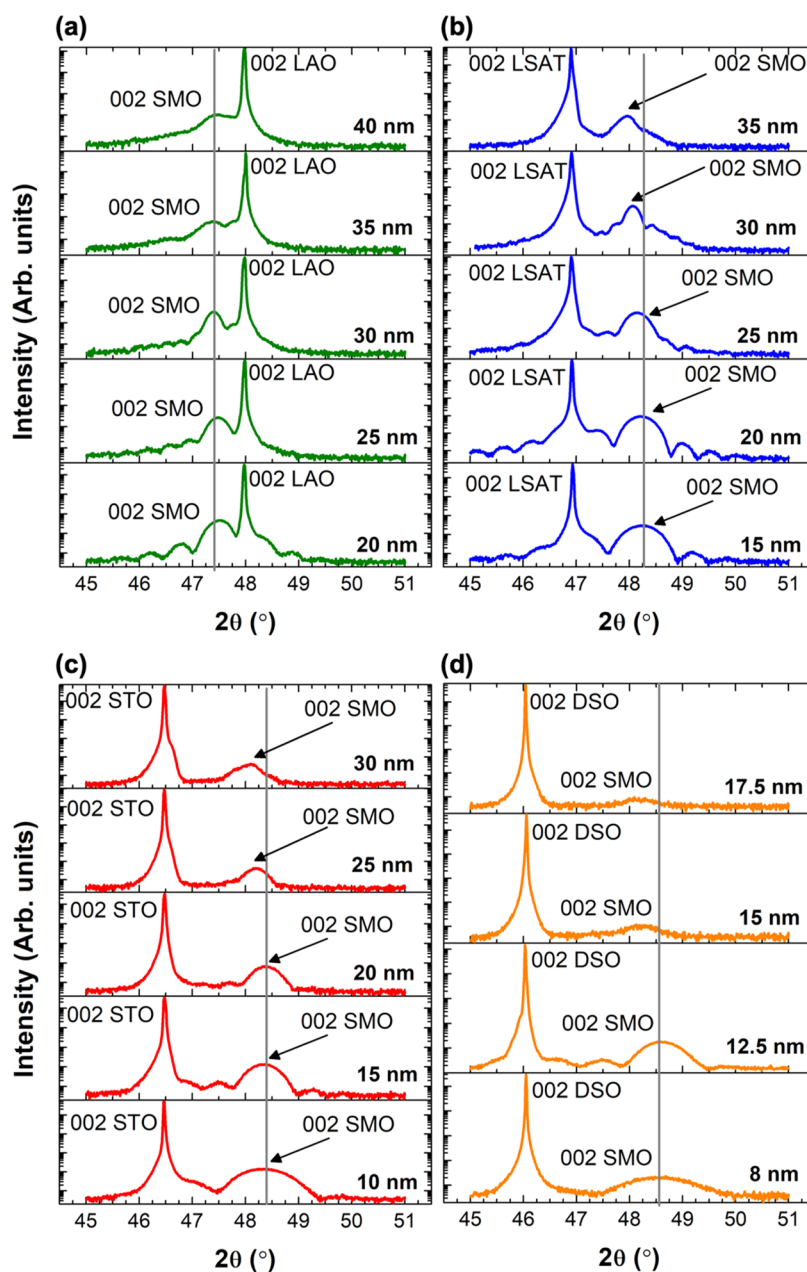 (a)
002 LAO
002 SMO
40 nm
002 LAO
002 SMO
35 nm
002 LAO
002 SMO
30 nm
002 LAO
002 SMO
25 nm
002 LAO
002 SMO
20 nm
45 46 47 48 49 50 51
2θ (°)
Intensity (Arb. units)
(b)
002 LSAT
002 SMO
35 nm
002 LSAT
002 SMO
30 nm
002 LSAT
002 SMO
25 nm
002 LSAT
002 SMO
20 nm
002 LSAT
002 SMO
15 nm
45 46 47 48 49 50 51
2θ (°)
(c)
002 STO
002 SMO
30 nm
002 STO
002 SMO
25 nm
002 STO
002 SMO
20 nm
002 STO
002 SMO
15 nm
002 STO
002 SMO
10 nm
45 46 47 48 49 50 51
2θ (°)
Intensity (Arb. units)
(d)
002 DSO
002 SMO
17.5 nm
002 DSO
002 SMO
15 nm
002 DSO
002 SMO
12.5 nm
002 DSO
002 SMO
8 nm
45 46 47 48 49 50 51
2θ (°)